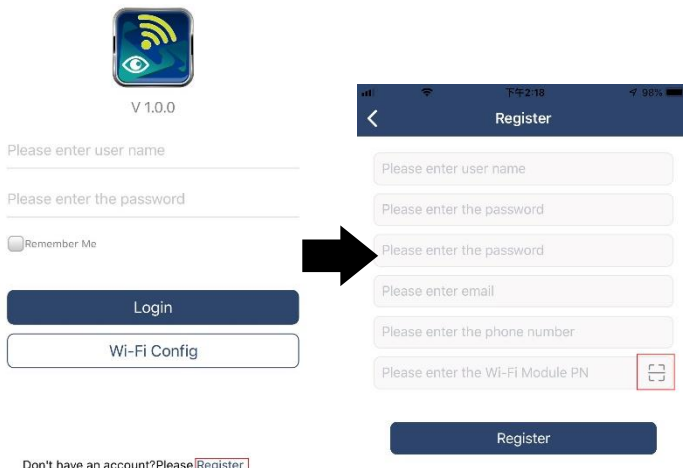 V 1.0.0
Please enter user name
Please enter the password
Remember Me
Login
Wi-Fi Config
Don't have an account?Please Register
下午2:18
98%
Register
Please enter user name
Please enter the password
Please enter the password
Please enter email
Please enter the phone number
Please enter the Wi-Fi Module PN
Register